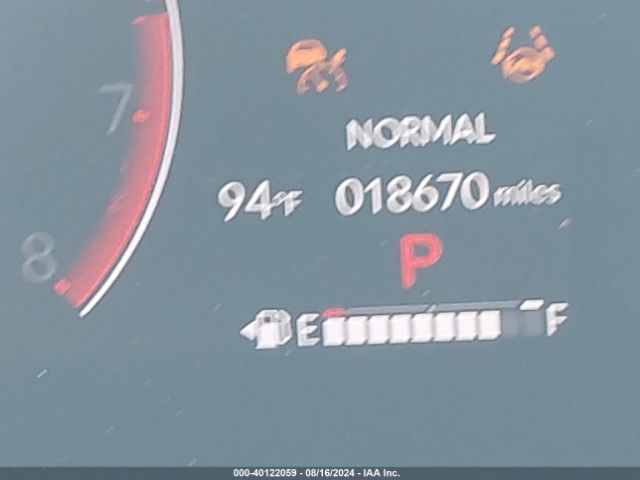 7
NORMAL
94°F 018670 miles
8
P
E F
000-40122059 - 08/16/2024 - IAA Inc.